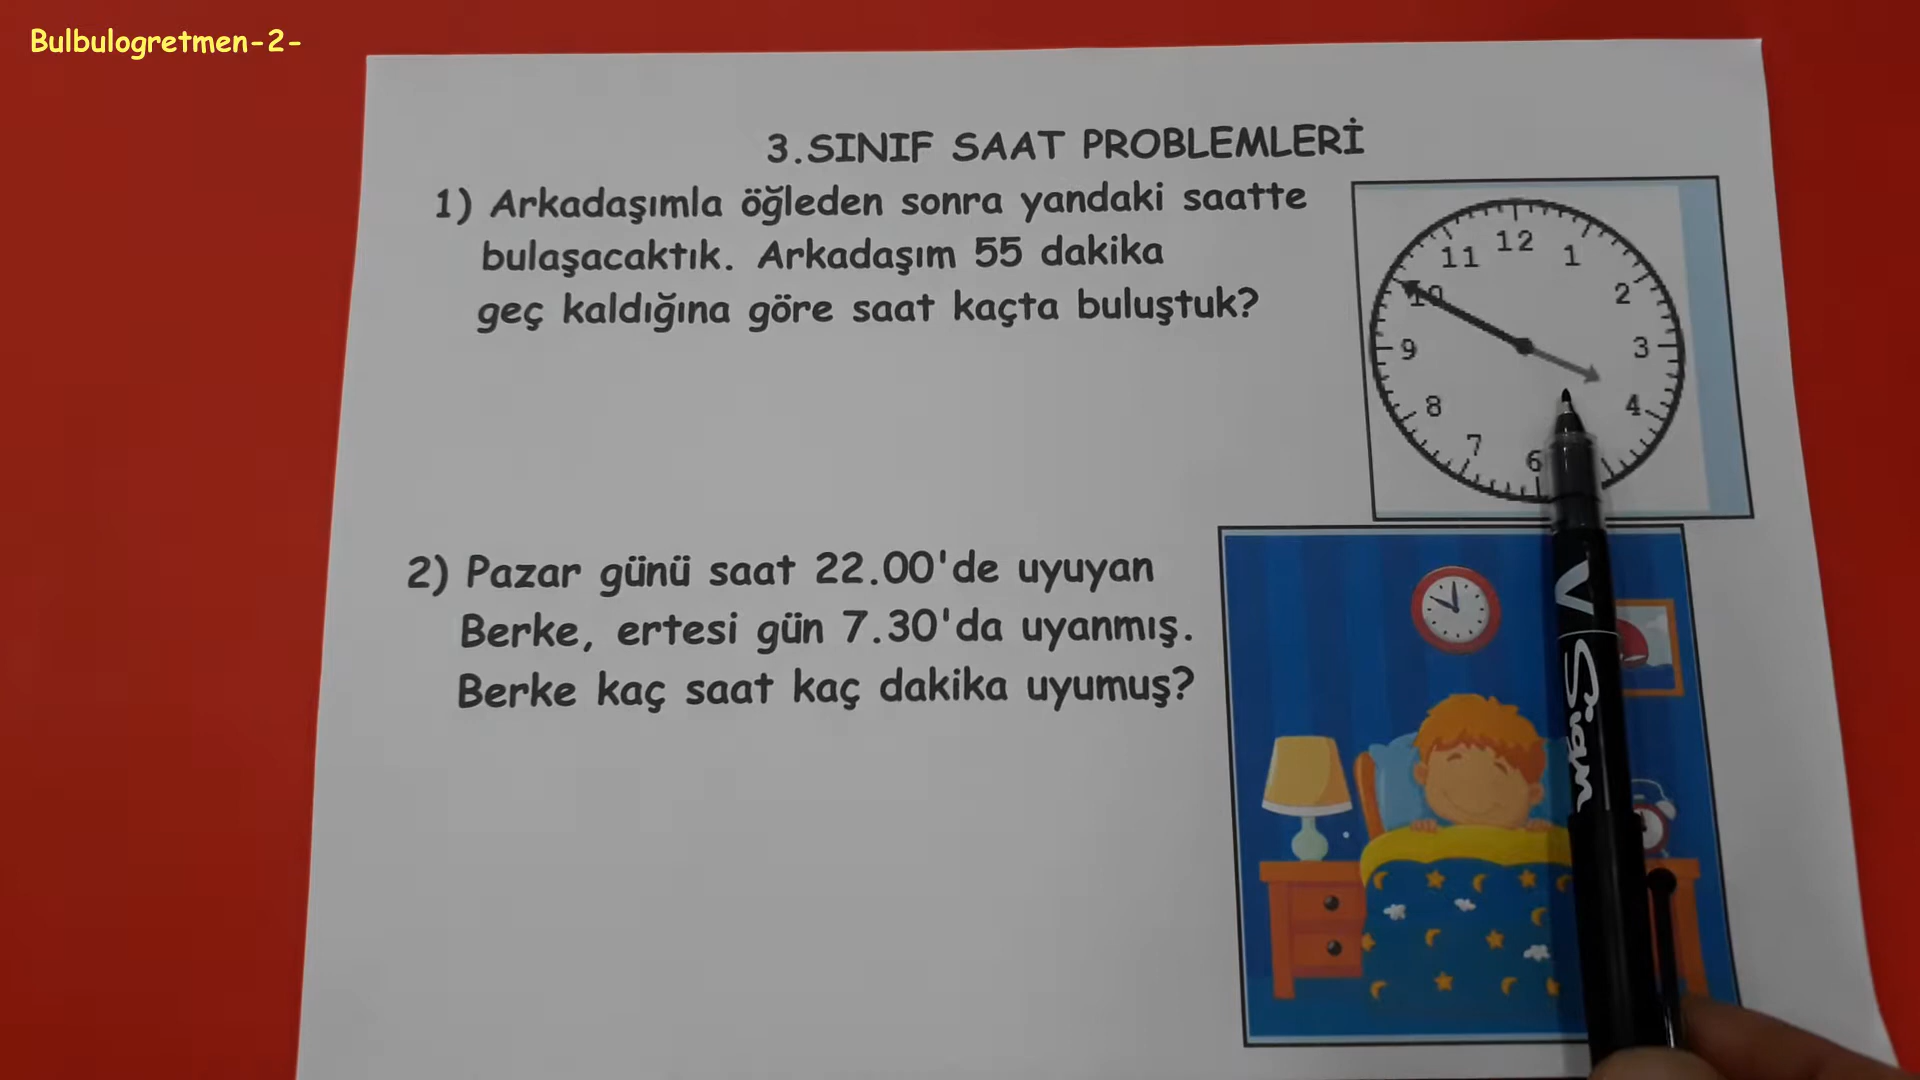 Bulbulogretmen-2-
3.SINIF SAAT PROBLEMLERİ
1) Arkadaşımla öğleden sonra yandaki saatte
bulaşacaktık. Arkadaşım 55 dakika
geç kaldığına göre saat kaçta buluştuk?
12
11 1
10 2
9 3
8 4
7
6
2) Pazar günü saat 22.00'de uyuyan
Berke, ertesi gün 7.30'da uyanmış.
Berke kaç saat kaç dakika uyumuş?
V Sign